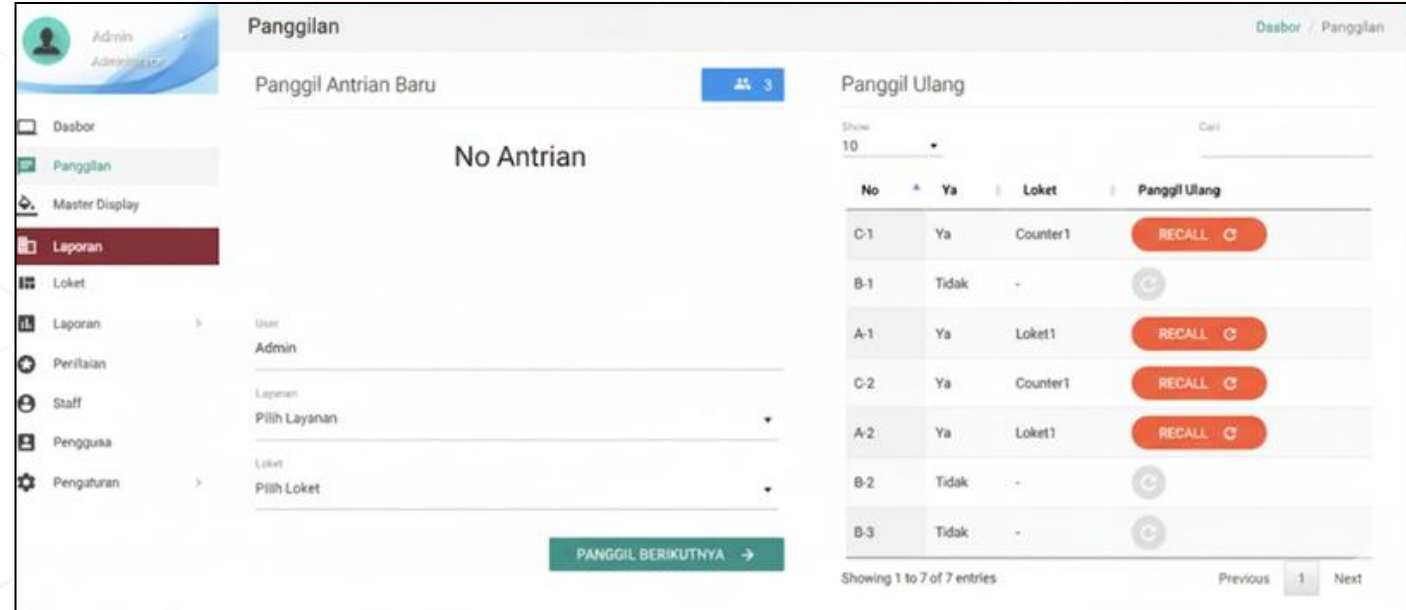 Admin
Administrator
Dasbor
Panggilan
Master Display
Laporan
Loket
Laporan
Perilaian
Staff
Pengguaa
Pengaturan
Panggilan
Dasbor / Panggilan
Panggil Antrian Baru
3
No Antrian
User
Admin
Layanan
Pilih Layanan
Loket
Pilih Loket
PANGGIL BERIKUTNYA
Panggil Ulang
Show
10
Cari
No Ya Loket Panggil Ulang
C-1 Ya Counter1 RECALL
B-1 Tidak -
A-1 Ya Loket1 RECALL
C-2 Ya Counter1 RECALL
A-2 Ya Loket1 RECALL
B-2 Tidak -
B-3 Tidak -
Showing 1 to 7 of 7 entries
Previous 1 Next